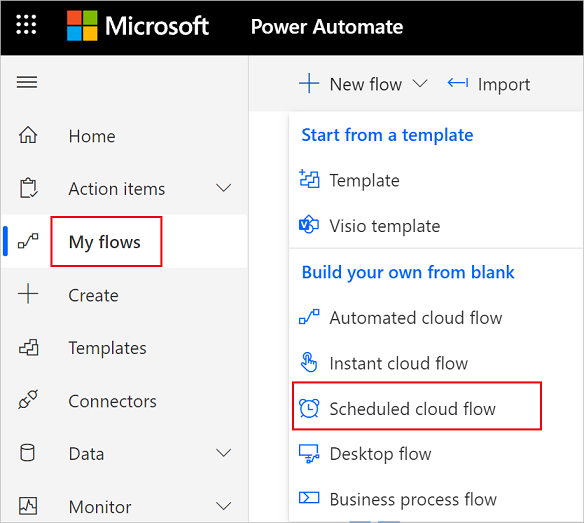 Microsoft Power Automate
Home
Action items
My flows
Create
Templates
Connectors
Data
Monitor
New flow Import
Start from a template
Template
Visio template
Build your own from blank
Automated cloud flow
Instant cloud flow
Scheduled cloud flow
Desktop flow
Business process flow